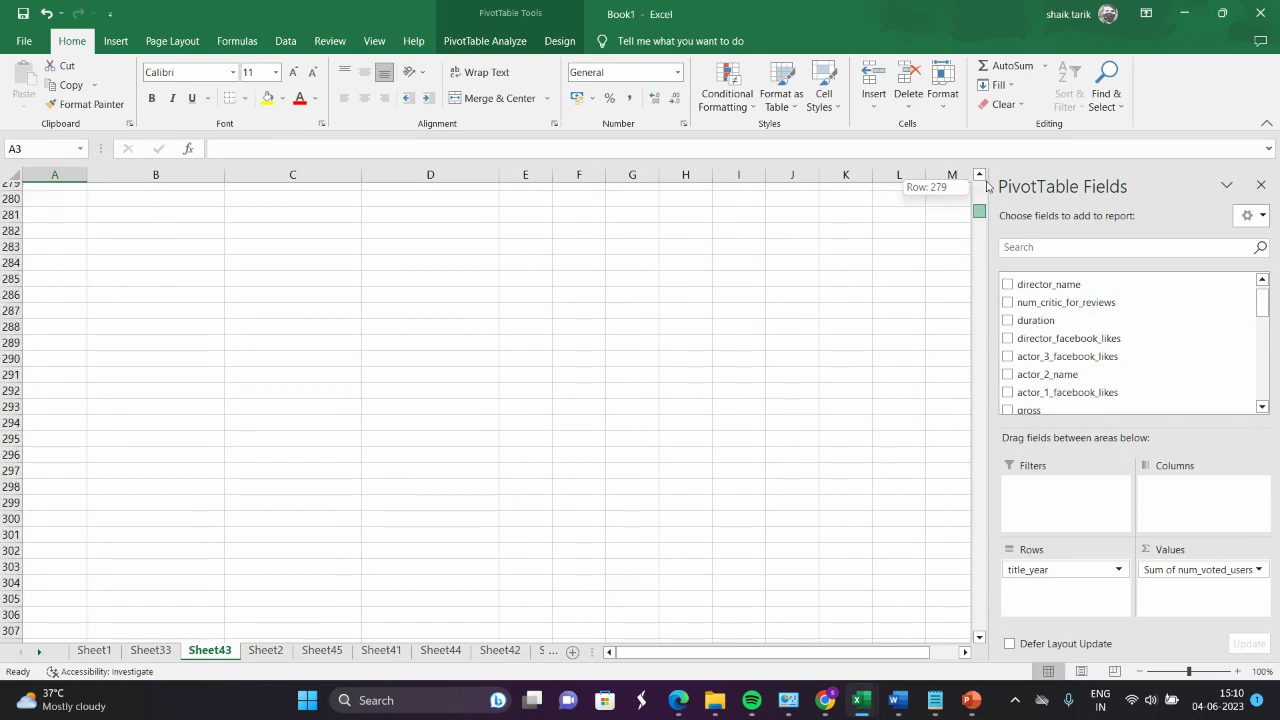 PivotTable Tools
Book1 - Excel
shaik tarik
File Home Insert Page Layout Formulas Data Review View Help PivotTable Analyze Design Tell me what you want to do
Paste
Cut
Copy
Format Painter
Clipboard
Calibri 11
B I U
Font
Wrap Text
Merge & Center
Alignment
General
% ,
Number
Conditional Formatting
Format as Table
Cell Styles
Styles
Insert Delete Format
Cells
AutoSum
Fill
Clear
Sort & Filter
Find & Select
Editing
A3
fx
A B C D E F G H I J K L M
Row: 279
279
280
281
282
283
284
285
286
287
288
289
290
291
292
293
294
295
296
297
298
299
300
301
302
303
304
305
306
307
PivotTable Fields
Choose fields to add to report:
Search
director_name
num_critic_for_reviews
duration
director_facebook_likes
actor_3_facebook_likes
actor_2_name
actor_1_facebook_likes
gross
Drag fields between areas below:
Filters
Columns
Rows
Values
title_year
Sum of num_voted_users
Defer Layout Update
Update
Sheet1 Sheet33 Sheet43 Sheet2 Sheet45 Sheet41 Sheet44 Sheet42 S ...
Ready
Accessibility: Investigate
100%
37°C
Mostly cloudy
Search
6
ENG
IN
15:10
04-06-2023
1